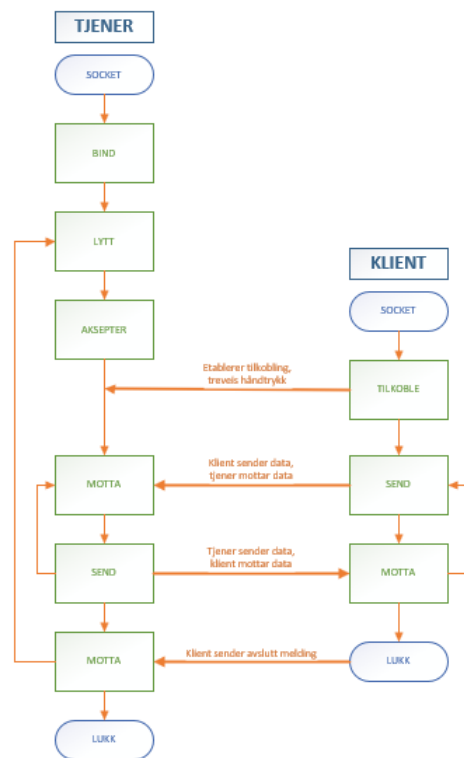 TJENER
SOCKET
BIND
LYTT
KLIENT
SOCKET
AKSEPTER
Etablerer tilkobling,
treveis håndtrykk
TILKOBLE
Klient sender data,
tjener mottar data
MOTTA
SEND
Tjener sender data,
klient mottar data
SEND
MOTTA
Klient sender avslutt melding
MOTTA
LUKK
LUKK